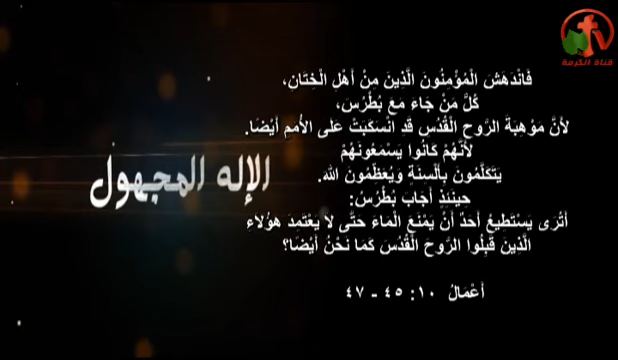 فَانْدَهَشَ الْمُؤْمِنُونَ الَّذِينَ مِنْ أَهْلِ الْخِتَانِ،
كُلُّ مَنْ جَاءَ مَعَ بُطْرُسَ،
لأَنَّ مَوْهِبَةَ الرُّوحِ الْقُدُسِ قَدِ انْسَكَبَتْ عَلَى الأُمَمِ أَيْضًا.
لأَنَّهُمْ كَانُوا يَسْمَعُونَهُمْ
يَتَكَلَّمُونَ بِأَلْسِنَةٍ وَيُعَظِّمُونَ اللهَ.
حِينَئِذٍ أَجَابَ بُطْرُسُ:
أَتُرَى يَسْتَطِيعُ أَحَدٌ أَنْ يَمْنَعَ الْمَاءَ حَتَّى لا يَعْتَمِدَ هؤُلاءِ
الَّذِينَ قَبِلُوا الرُّوحَ الْقُدُسَ كَمَا نَحْنُ أَيْضًا؟
أَعْمَالُ ١٠: ٤٥ - ٤٧
الإله المجهول
قناة الكرمة